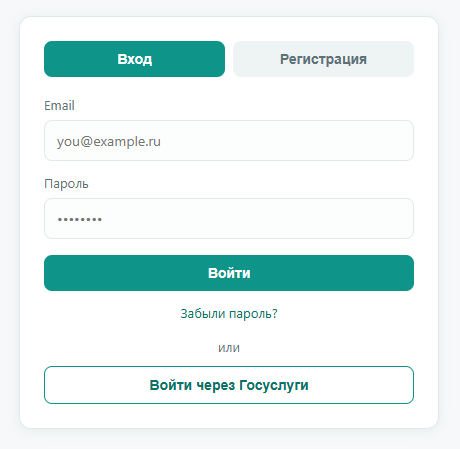 Вход Регистрация
Email
you@example.ru
Пароль
••••••••
Войти
Забыли пароль?
или
Войти через Госуслуги